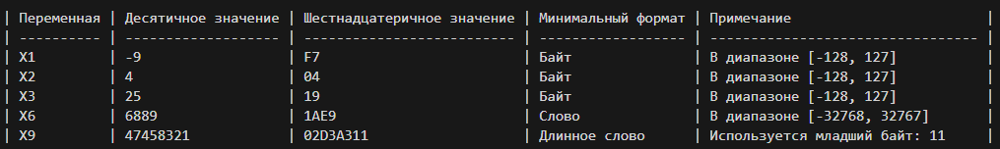 | Переменная | Десятичное значение | Шестнадцатеричное значение | Минимальный формат | Примечание |
| ---------- | ------------------- | -------------------------- | ------------------ | --------------------------------- |
| X1 | -9 | F7 | Байт | В диапазоне [-128, 127] |
| X2 | 4 | 04 | Байт | В диапазоне [-128, 127] |
| X3 | 25 | 19 | Байт | В диапазоне [-128, 127] |
| X6 | 6889 | 1AE9 | Слово | В диапазоне [-32768, 32767] |
| X9 | 47458321 | 02D3A311 | Длинное слово | Используется младший байт: 11 |